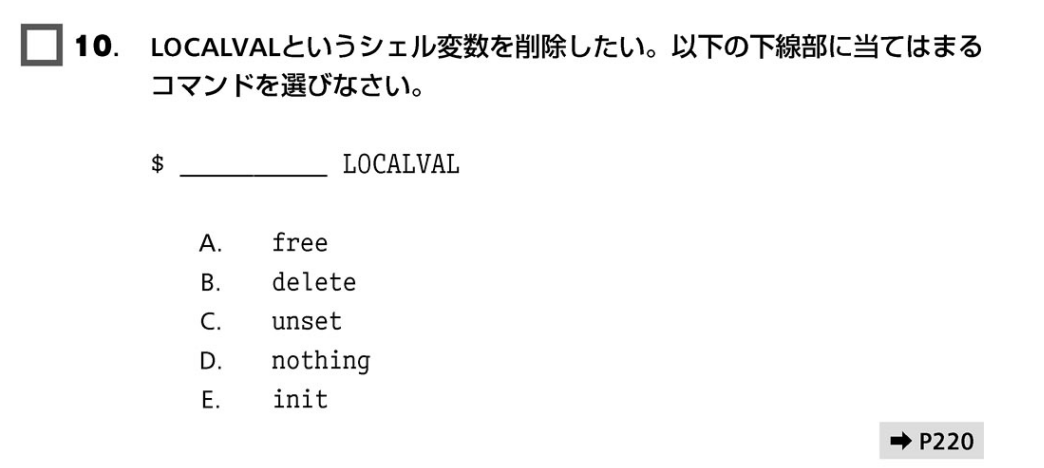 10. LOCALVALというシェル変数を削除したい。以下の下線部に当てはまる
コマンドを選びなさい。
$ __________ LOCALVAL
A. free
B. delete
C. unset
D. nothing
E. init
➡ P220